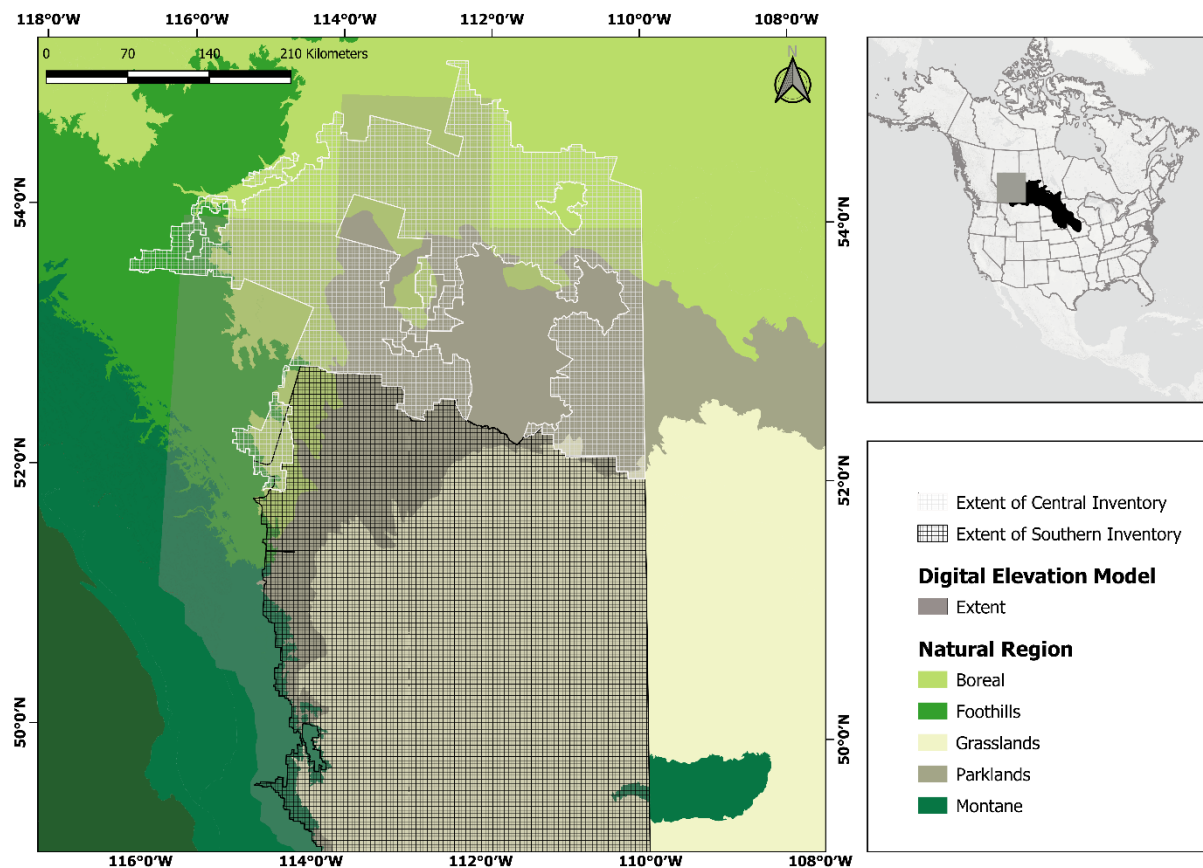 118°0'W 116°0'W 114°0'W 112°0'W 110°0'W 108°0'W
0 70 140 210 Kilometers
N
54°0'N 54°0'N
52°0'N 52°0'N
50°0'N 50°0'N
116°0'W 114°0'W 112°0'W 110°0'W 108°0'W
Extent of Central Inventory
Extent of Southern Inventory
Digital Elevation Model
Extent
Natural Region
Boreal
Foothills
Grasslands
Parklands
Montane